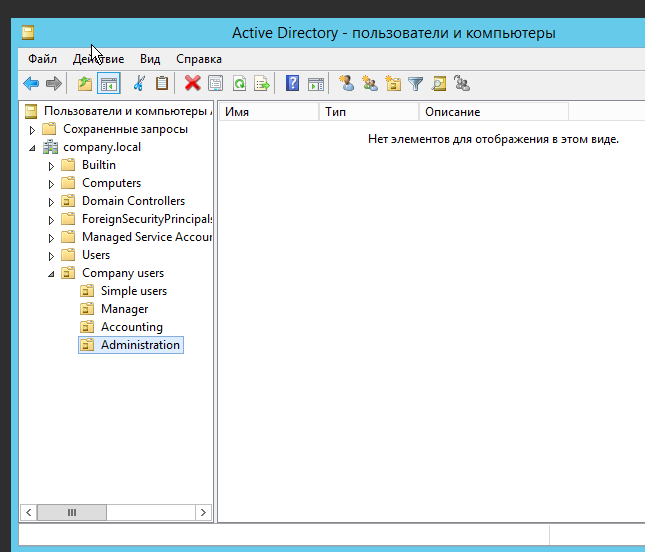 Active Directory - пользователи и компьютеры
Файл Действие Вид Справка
Пользователи и компьютеры
Имя Тип Описание
Сохраненные запросы
Нет элементов для отображения в этом виде.
company.local
Builtin
Computers
Domain Controllers
ForeignSecurityPrincipals
Managed Service Accour
Users
Company users
Simple users
Manager
Accounting
Administration